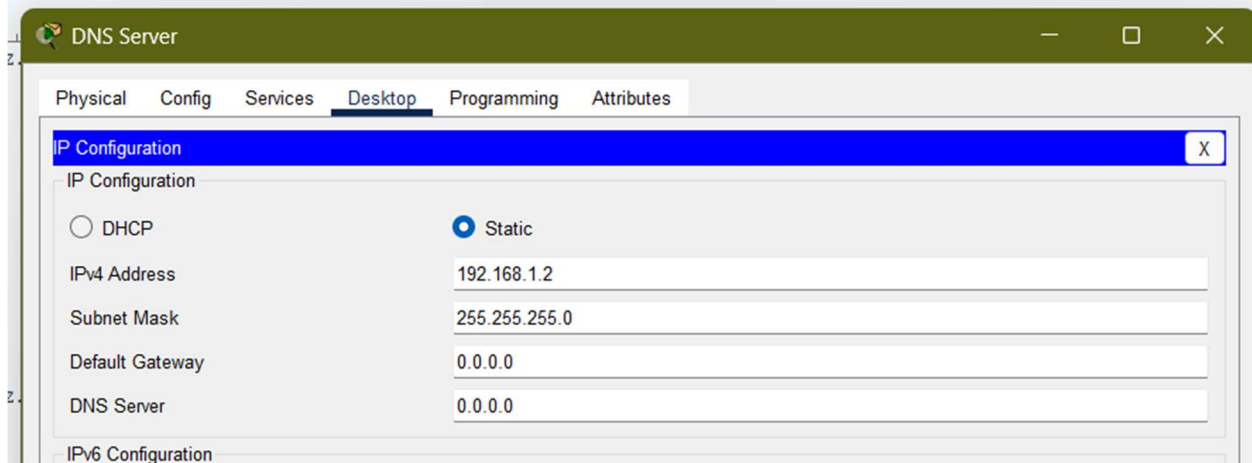 DNS Server
Physical Config Services Desktop Programming Attributes
IP Configuration X
IP Configuration
DHCP Static
IPv4 Address 192.168.1.2
Subnet Mask 255.255.255.0
Default Gateway 0.0.0.0
DNS Server 0.0.0.0
IPv6 Configuration